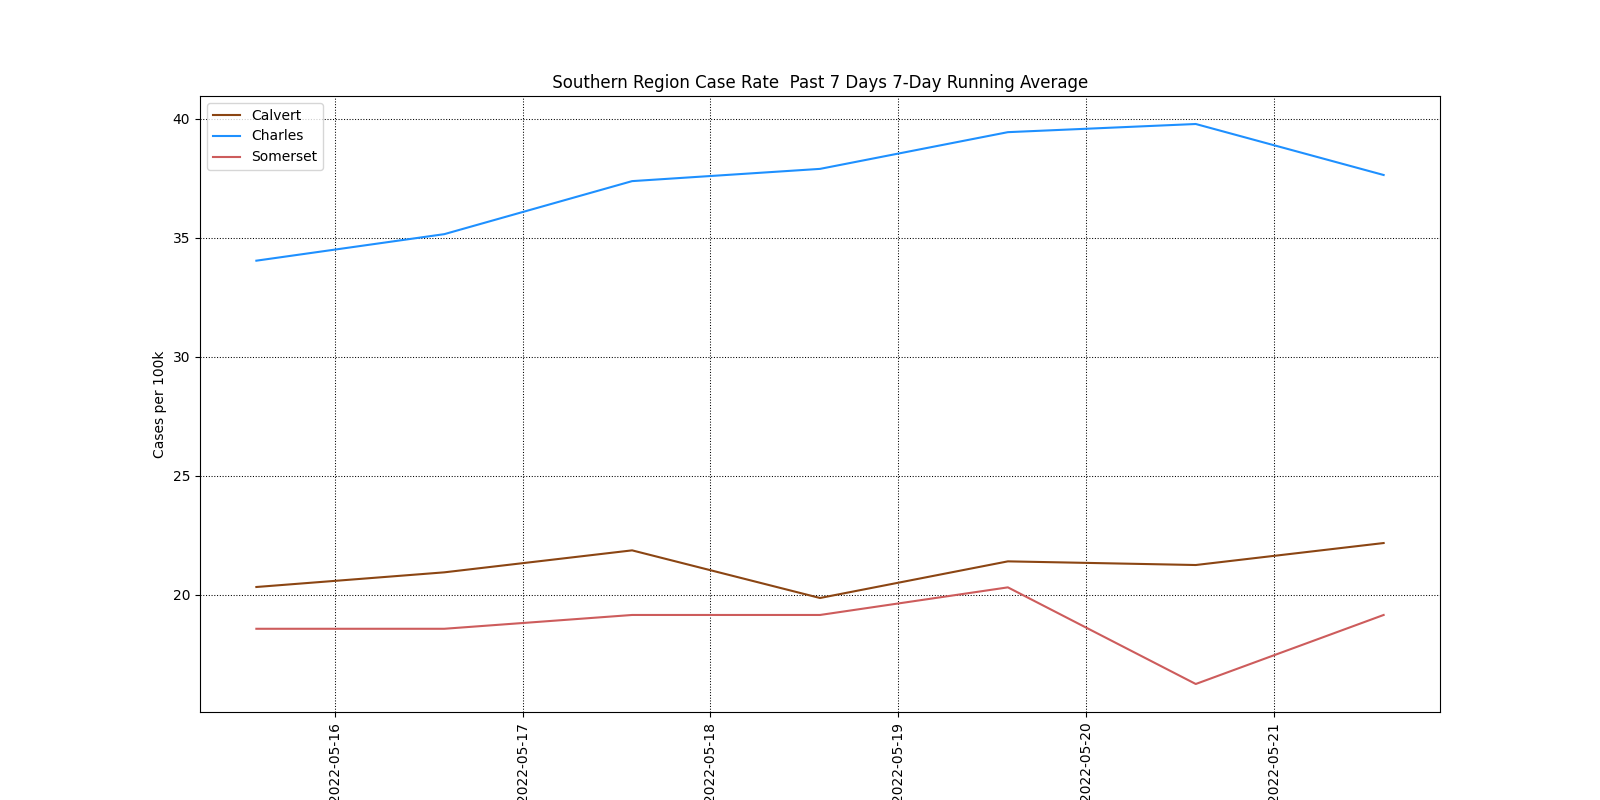 Southern Region Case Rate  Past 7 Days 7-Day Running Average
Calvert
Charles
Somerset
40
35
30
25
20
Cases per 100k
2022-05-16
2022-05-17
2022-05-18
2022-05-19
2022-05-20
2022-05-21